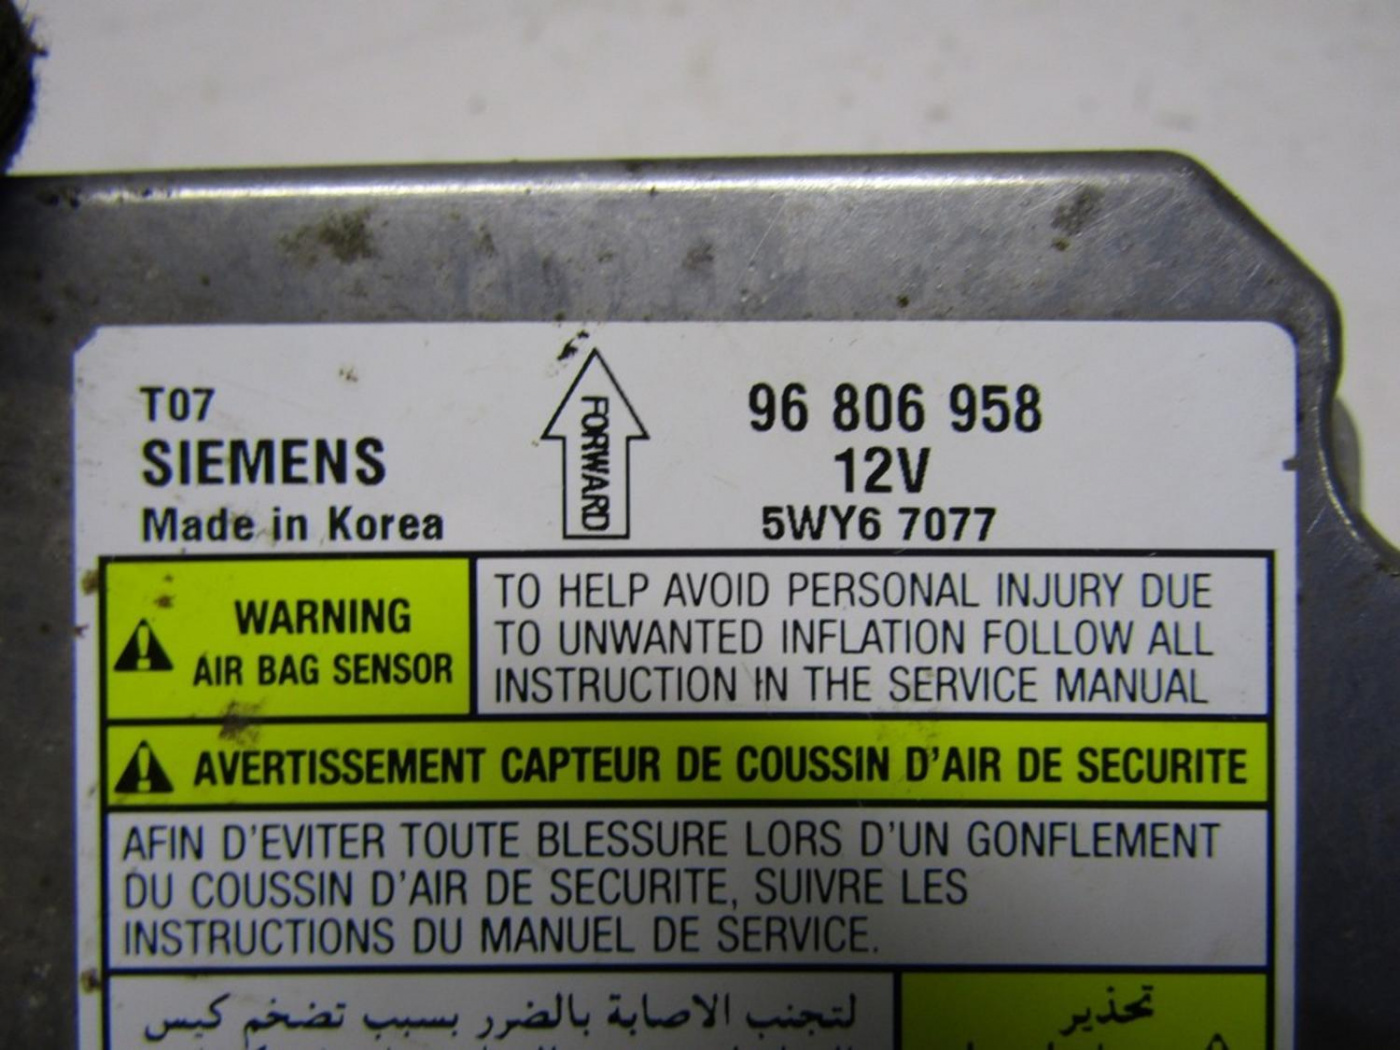 T07
SIEMENS
Made in Korea
FORWARD
96 806 958
12V
5WY6 7077
WARNING
AIR BAG SENSOR
TO HELP AVOID PERSONAL INJURY DUE
TO UNWANTED INFLATION FOLLOW ALL
INSTRUCTION IN THE SERVICE MANUAL
AVERTISSEMENT CAPTEUR DE COUSSIN D'AIR DE SECURITE
AFIN D'EVITER TOUTE BLESSURE LORS D'UN GONFLEMENT
DU COUSSIN D'AIR DE SECURITE, SUIVRE LES
INSTRUCTIONS DU MANUEL DE SERVICE.
تحذير
لتجنب الاصابة بالضرر بسبب تضخم كيس